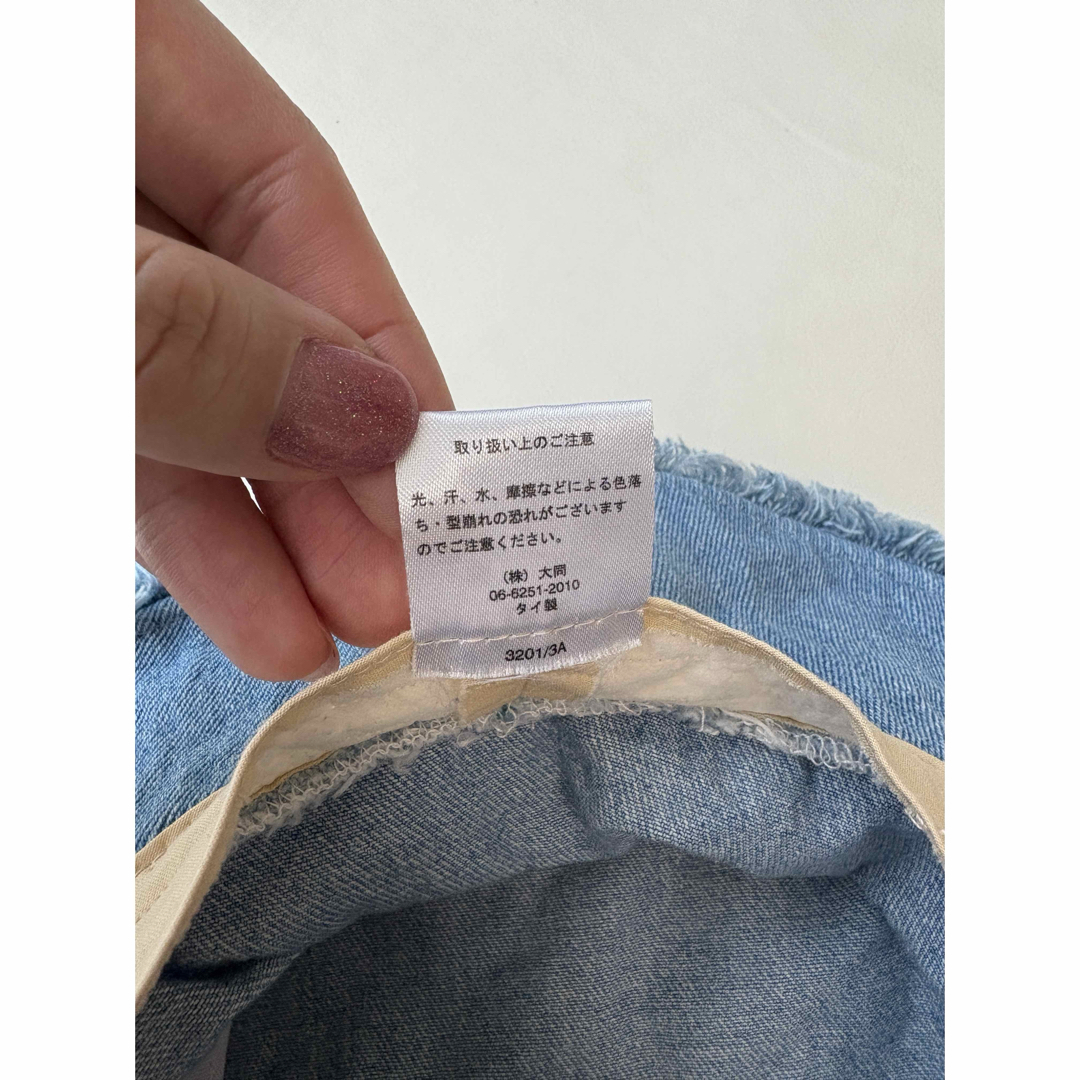 取り扱い上のご注意
光、汗、水、摩擦などによる色落
ち・型崩れの恐れがございます
のでご注意ください。
（株）大同
06-6251-2010
タイ製
3201/3A